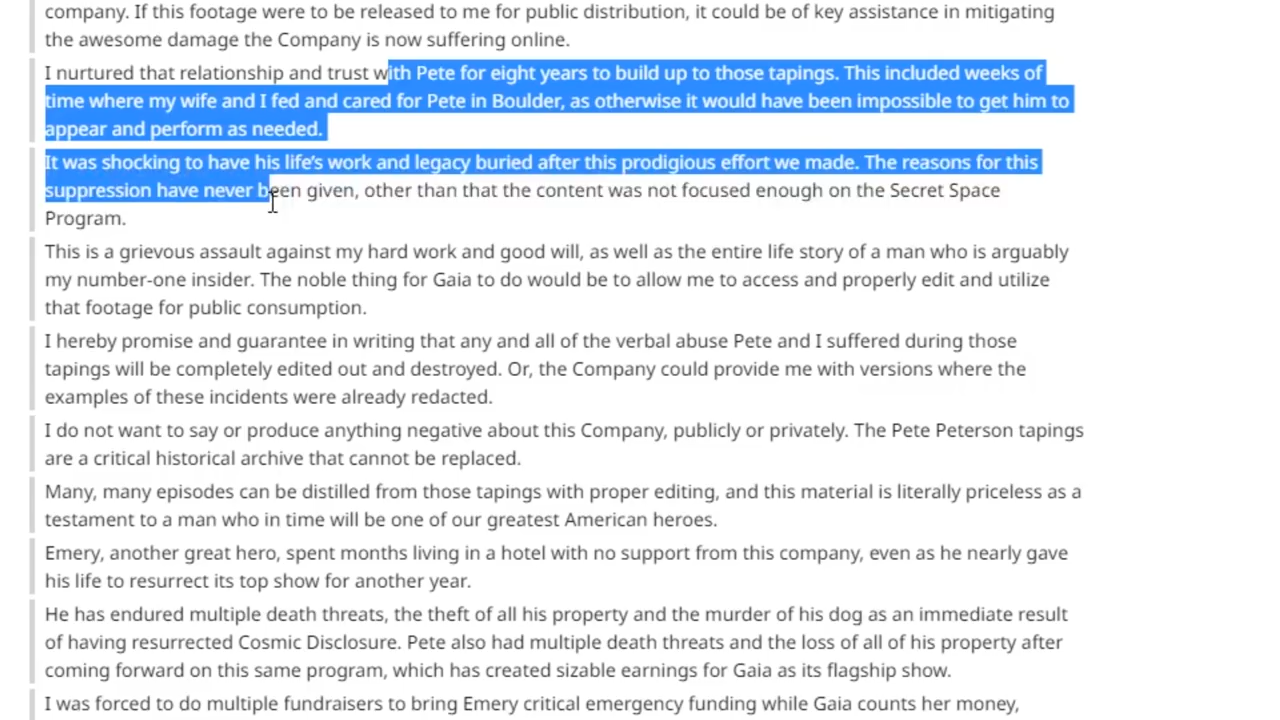 company. If this footage were to be released to me for public distribution, it could be of key assistance in mitigating
the awesome damage the Company is now suffering online.
I nurtured that relationship and trust with Pete for eight years to build up to those tapings. This included weeks of
time where my wife and I fed and cared for Pete in Boulder, as otherwise it would have been impossible to get him to
appear and perform as needed.
It was shocking to have his life’s work and legacy buried after this prodigious effort we made. The reasons for this
suppression have never been given, other than that the content was not focused enough on the Secret Space
Program.
This is a grievous assault against my hard work and good will, as well as the entire life story of a man who is arguably
my number-one insider. The noble thing for Gaia to do would be to allow me to access and properly edit and utilize
that footage for public consumption.
I hereby promise and guarantee in writing that any and all of the verbal abuse Pete and I suffered during those
tapings will be completely edited out and destroyed. Or, the Company could provide me with versions where the
examples of these incidents were already redacted.
I do not want to say or produce anything negative about this Company, publicly or privately. The Pete Peterson tapings
are a critical historical archive that cannot be replaced.
Many, many episodes can be distilled from those tapings with proper editing, and this material is literally priceless as a
testament to a man who in time will be one of our greatest American heroes.
Emery, another great hero, spent months living in a hotel with no support from this company, even as he nearly gave
his life to resurrect its top show for another year.
He has endured multiple death threats, the theft of all his property and the murder of his dog as an immediate result
of having resurrected Cosmic Disclosure. Pete also had multiple death threats and the loss of all of his property after
coming forward on this same program, which has created sizable earnings for Gaia as its flagship show.
I was forced to do multiple fundraisers to bring Emery critical emergency funding while Gaia counts her money,